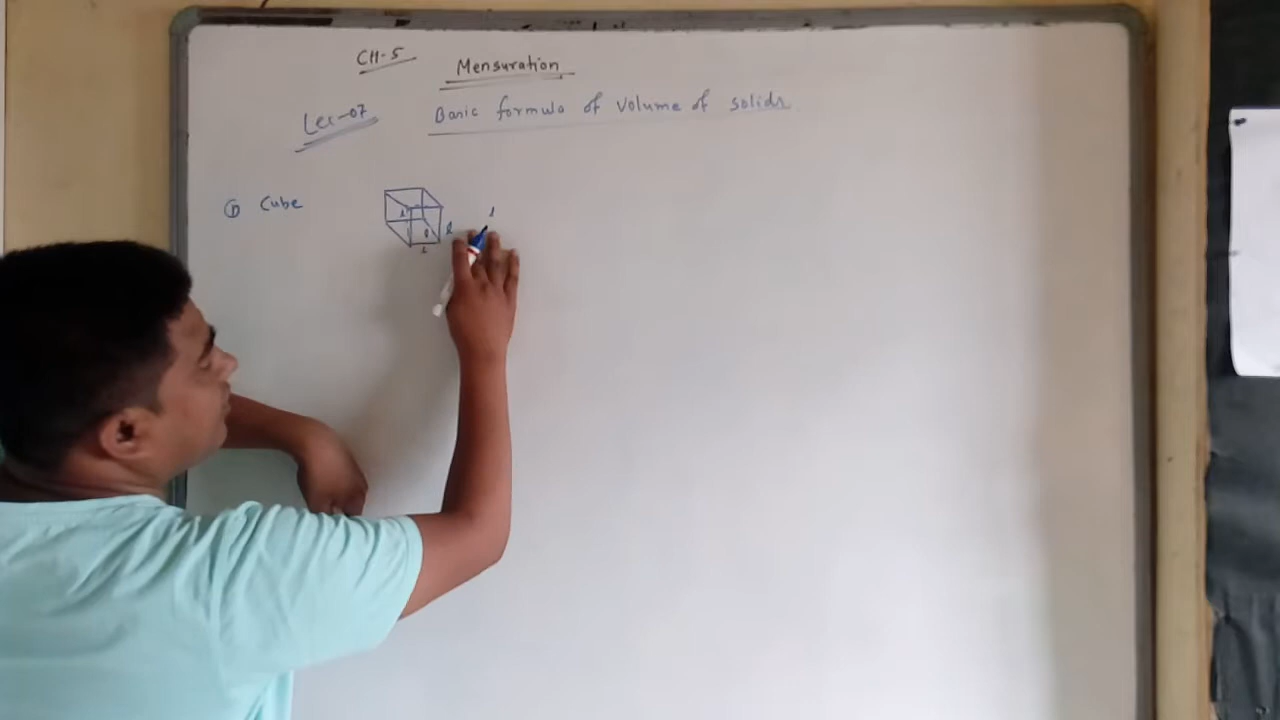 CH-5
Mensuration
Lec-07
Basic formula of Volume of solids
① Cube
l
l
l